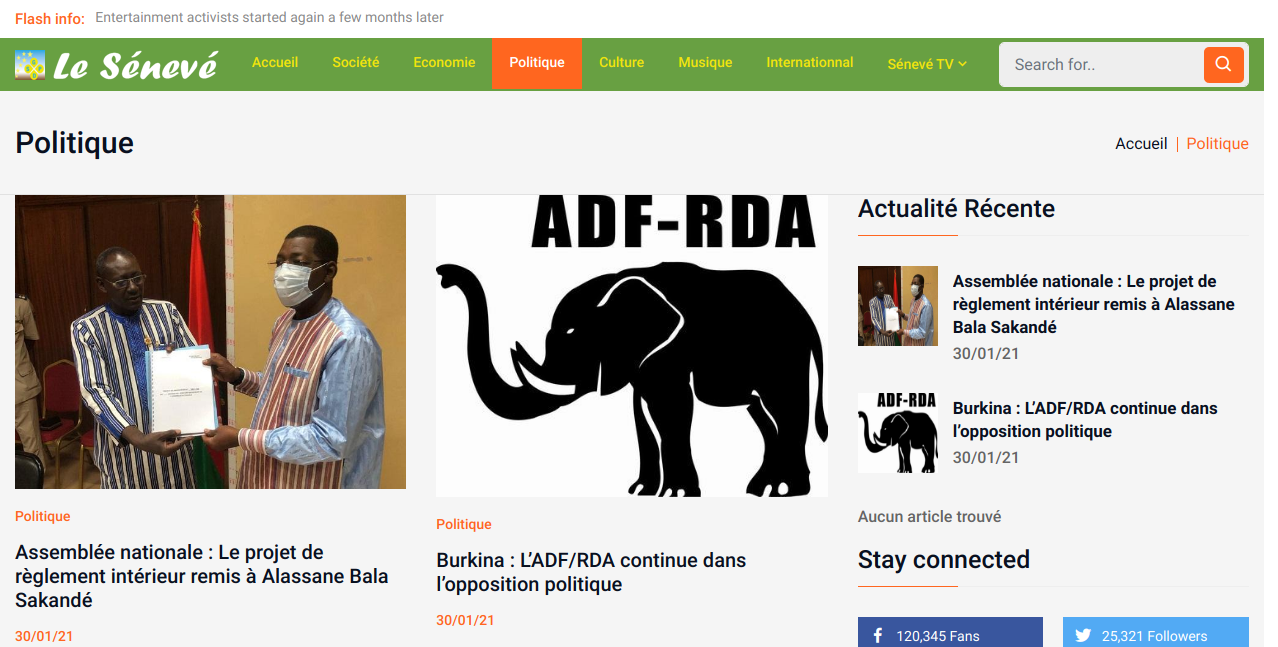 Flash info: Entertainment activists started again a few months later
Le Sénevé Accueil Société Economie Politique Culture Musique Internationnal Sénevé TV Search for..
Politique
Accueil | Politique
ADF-RDA
Politique
Assemblée nationale : Le projet de
règlement intérieur remis à Alassane Bala
Sakandé
30/01/21
Politique
Burkina : L’ADF/RDA continue dans
l’opposition politique
30/01/21
Actualité Récente
Assemblée nationale : Le projet de
règlement intérieur remis à Alassane
Bala Sakandé
30/01/21
ADF-RDA
Burkina : L’ADF/RDA continue dans
l’opposition politique
30/01/21
Aucun article trouvé
Stay connected
120,345 Fans
25,321 Followers